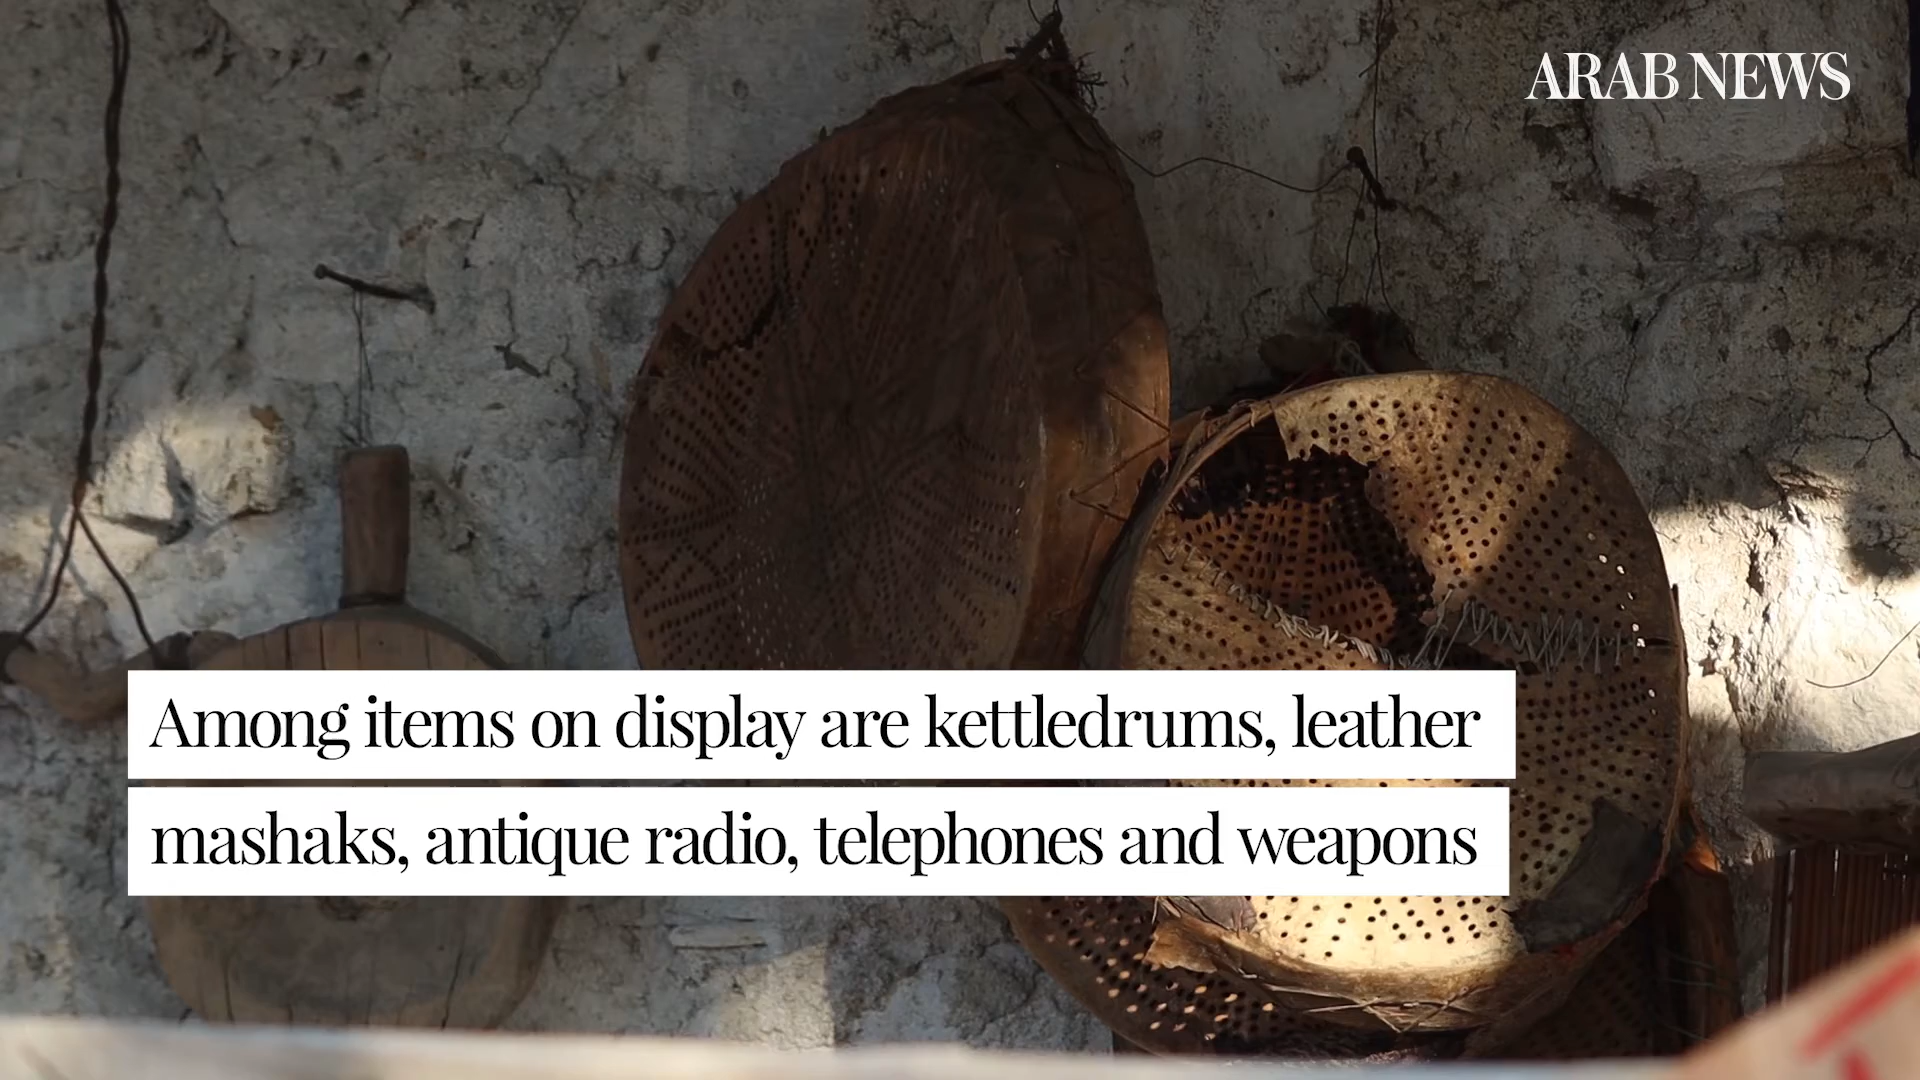 ARAB NEWS
Among items on display are kettledrums, leather
mashaks, antique radio, telephones and weapons